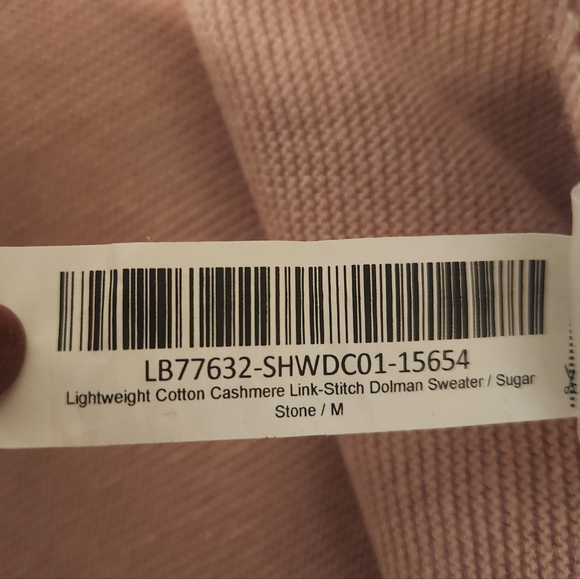 LB77632-SHWDC01-15654
Lightweight Cotton Cashmere Link-Stitch Dolman Sweater / Sugar
Stone / M